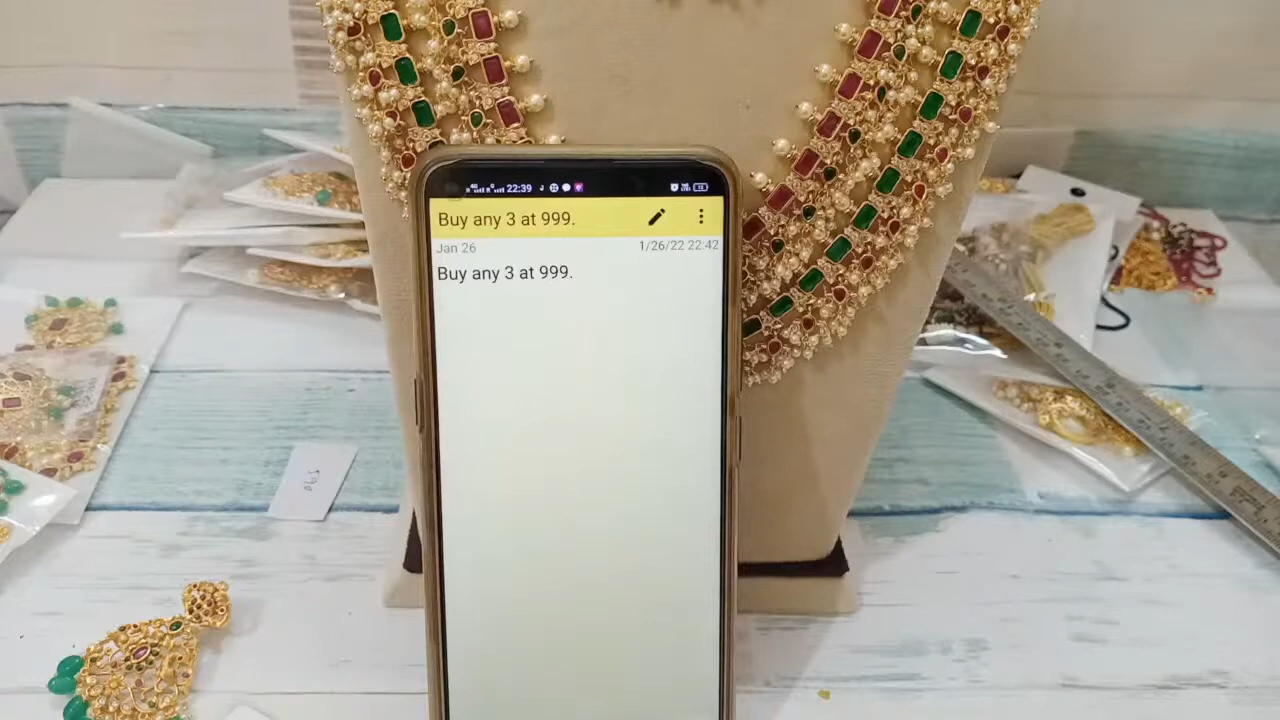 22:39
Buy any 3 at 999.
Jan 26
1/26/22 22:42
Buy any 3 at 999.